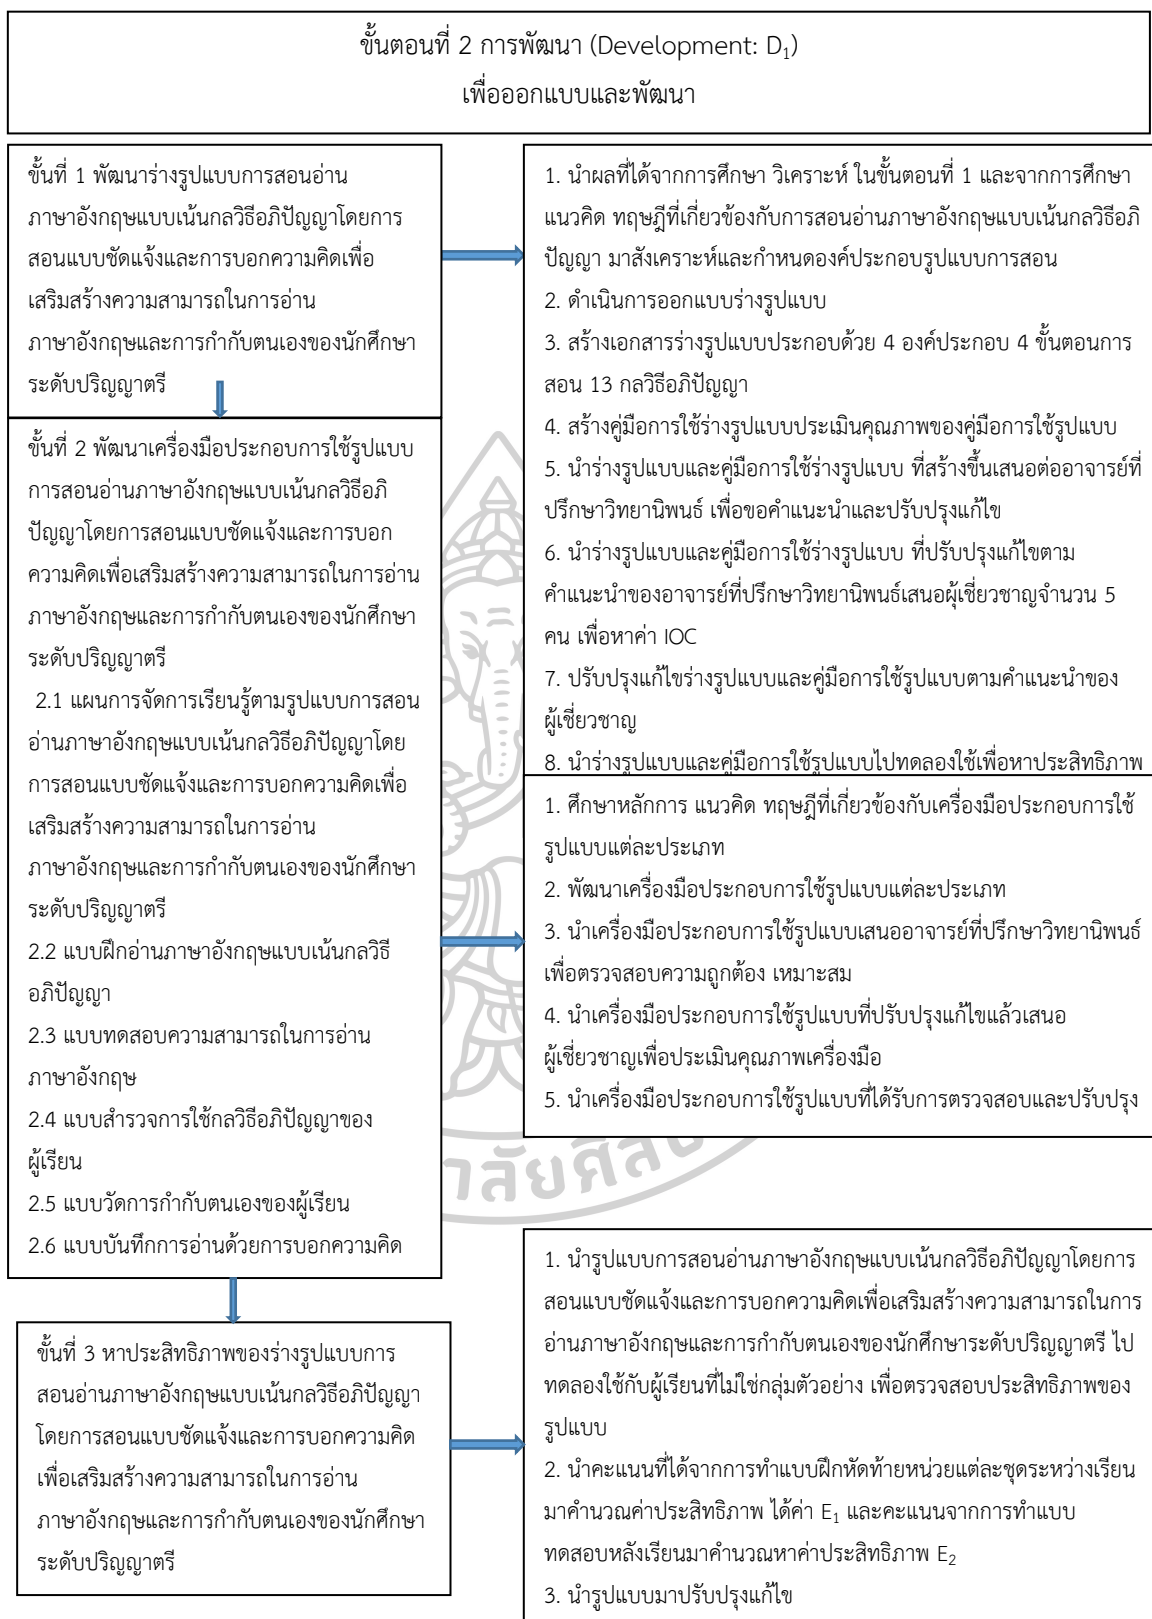 ขั้นตอนที่ 2 การพัฒนา (Development: D₁)
เพื่อออกแบบและพัฒนา
ขั้นที่ 1 พัฒนาร่างรูปแบบการสอนอ่าน
ภาษาอังกฤษแบบเน้นกลวิธีอภิปัญญาโดยการ
สอนแบบชัดแจ้งและการบอกความคิดเพื่อ
เสริมสร้างความสามารถในการอ่าน
ภาษาอังกฤษและการกำกับตนเองของนักศึกษา
ระดับปริญญาตรี
1. นำผลที่ได้จากการศึกษา วิเคราะห์ ในขั้นตอนที่ 1 และจากการศึกษา
แนวคิด ทฤษฎีที่เกี่ยวข้องกับการสอนอ่านภาษาอังกฤษแบบเน้นกลวิธีอภิ
ปัญญา มาสังเคราะห์และกำหนดองค์ประกอบรูปแบบการสอน
2. ดำเนินการออกแบบร่างรูปแบบ
3. สร้างเอกสารร่างรูปแบบประกอบด้วย 4 องค์ประกอบ 4 ขั้นตอนการ
สอน 13 กลวิธีอภิปัญญา
4. สร้างคู่มือการใช้ร่างรูปแบบประเมินคุณภาพของคู่มือการใช้รูปแบบ
5. นำร่างรูปแบบและคู่มือการใช้ร่างรูปแบบ ที่สร้างขึ้นเสนอต่ออาจารย์ที่
ปรึกษาวิทยานิพนธ์ เพื่อขอคำแนะนำและปรับปรุงแก้ไข
6. นำร่างรูปแบบและคู่มือการใช้ร่างรูปแบบ ที่ปรับปรุงแก้ไขตาม
คำแนะนำของอาจารย์ที่ปรึกษาวิทยานิพนธ์เสนอผู้เชี่ยวชาญจำนวน 5
คน เพื่อหาค่า IOC
7. ปรับปรุงแก้ไขร่างรูปแบบและคู่มือการใช้รูปแบบตามคำแนะนำของ
ผู้เชี่ยวชาญ
8. นำร่างรูปแบบและคู่มือการใช้รูปแบบไปทดลองใช้เพื่อหาประสิทธิภาพ
ขั้นที่ 2 พัฒนาเครื่องมือประกอบการใช้รูปแบบ
การสอนอ่านภาษาอังกฤษแบบเน้นกลวิธีอภิ
ปัญญาโดยการสอนแบบชัดแจ้งและการบอก
ความคิดเพื่อเสริมสร้างความสามารถในการอ่าน
ภาษาอังกฤษและการกำกับตนเองของนักศึกษา
ระดับปริญญาตรี
2.1 แผนการจัดการเรียนรู้ตามรูปแบบการสอน
อ่านภาษาอังกฤษแบบเน้นกลวิธีอภิปัญญาโดย
การสอนแบบชัดแจ้งและการบอกความคิดเพื่อ
เสริมสร้างความสามารถในการอ่าน
ภาษาอังกฤษและการกำกับตนเองของนักศึกษา
ระดับปริญญาตรี
2.2 แบบฝึกอ่านภาษาอังกฤษแบบเน้นกลวิธี
อภิปัญญา
2.3 แบบทดสอบความสามารถในการอ่าน
ภาษาอังกฤษ
2.4 แบบสำรวจการใช้กลวิธีอภิปัญญาของ
ผู้เรียน
2.5 แบบวัดการกำกับตนเองของผู้เรียน
2.6 แบบบันทึกการอ่านด้วยการบอกความคิด
1. ศึกษาหลักการ แนวคิด ทฤษฎีที่เกี่ยวข้องกับเครื่องมือประกอบการใช้
รูปแบบแต่ละประเภท
2. พัฒนาเครื่องมือประกอบการใช้รูปแบบแต่ละประเภท
3. นำเครื่องมือประกอบการใช้รูปแบบเสนออาจารย์ที่ปรึกษาวิทยานิพนธ์
เพื่อตรวจสอบความถูกต้อง เหมาะสม
4. นำเครื่องมือประกอบการใช้รูปแบบที่ปรับปรุงแก้ไขแล้วเสนอ
ผู้เชี่ยวชาญเพื่อประเมินคุณภาพเครื่องมือ
5. นำเครื่องมือประกอบการใช้รูปแบบที่ได้รับการตรวจสอบและปรับปรุง
ขั้นที่ 3 หาประสิทธิภาพของร่างรูปแบบการ
สอนอ่านภาษาอังกฤษแบบเน้นกลวิธีอภิปัญญา
โดยการสอนแบบชัดแจ้งและการบอกความคิด
เพื่อเสริมสร้างความสามารถในการอ่าน
ภาษาอังกฤษและการกำกับตนเองของนักศึกษา
ระดับปริญญาตรี
1. นำรูปแบบการสอนอ่านภาษาอังกฤษแบบเน้นกลวิธีอภิปัญญาโดยการ
สอนแบบชัดแจ้งและการบอกความคิดเพื่อเสริมสร้างความสามารถในการ
อ่านภาษาอังกฤษและการกำกับตนเองของนักศึกษาระดับปริญญาตรี ไป
ทดลองใช้กับผู้เรียนที่ไม่ใช่กลุ่มตัวอย่าง เพื่อตรวจสอบประสิทธิภาพของ
รูปแบบ
2. นำคะแนนที่ได้จากการทำแบบฝึกหัดท้ายหน่วยแต่ละชุดระหว่างเรียน
มาคำนวณค่าประสิทธิภาพ ได้ค่า E₁ และคะแนนจากการทำแบบ
ทดสอบหลังเรียนมาคำนวณหาค่าประสิทธิภาพ E₂
3. นำรูปแบบมาปรับปรุงแก้ไข